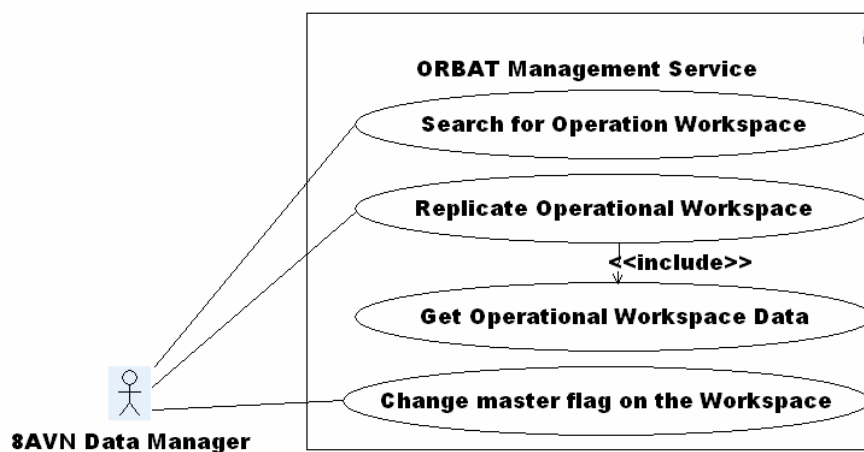 ORBAT Management Service
Search for Operation Workspace
Replicate Operational Workspace
<<include>>
Get Operational Workspace Data
Change master flag on the Workspace
8AVN Data Manager